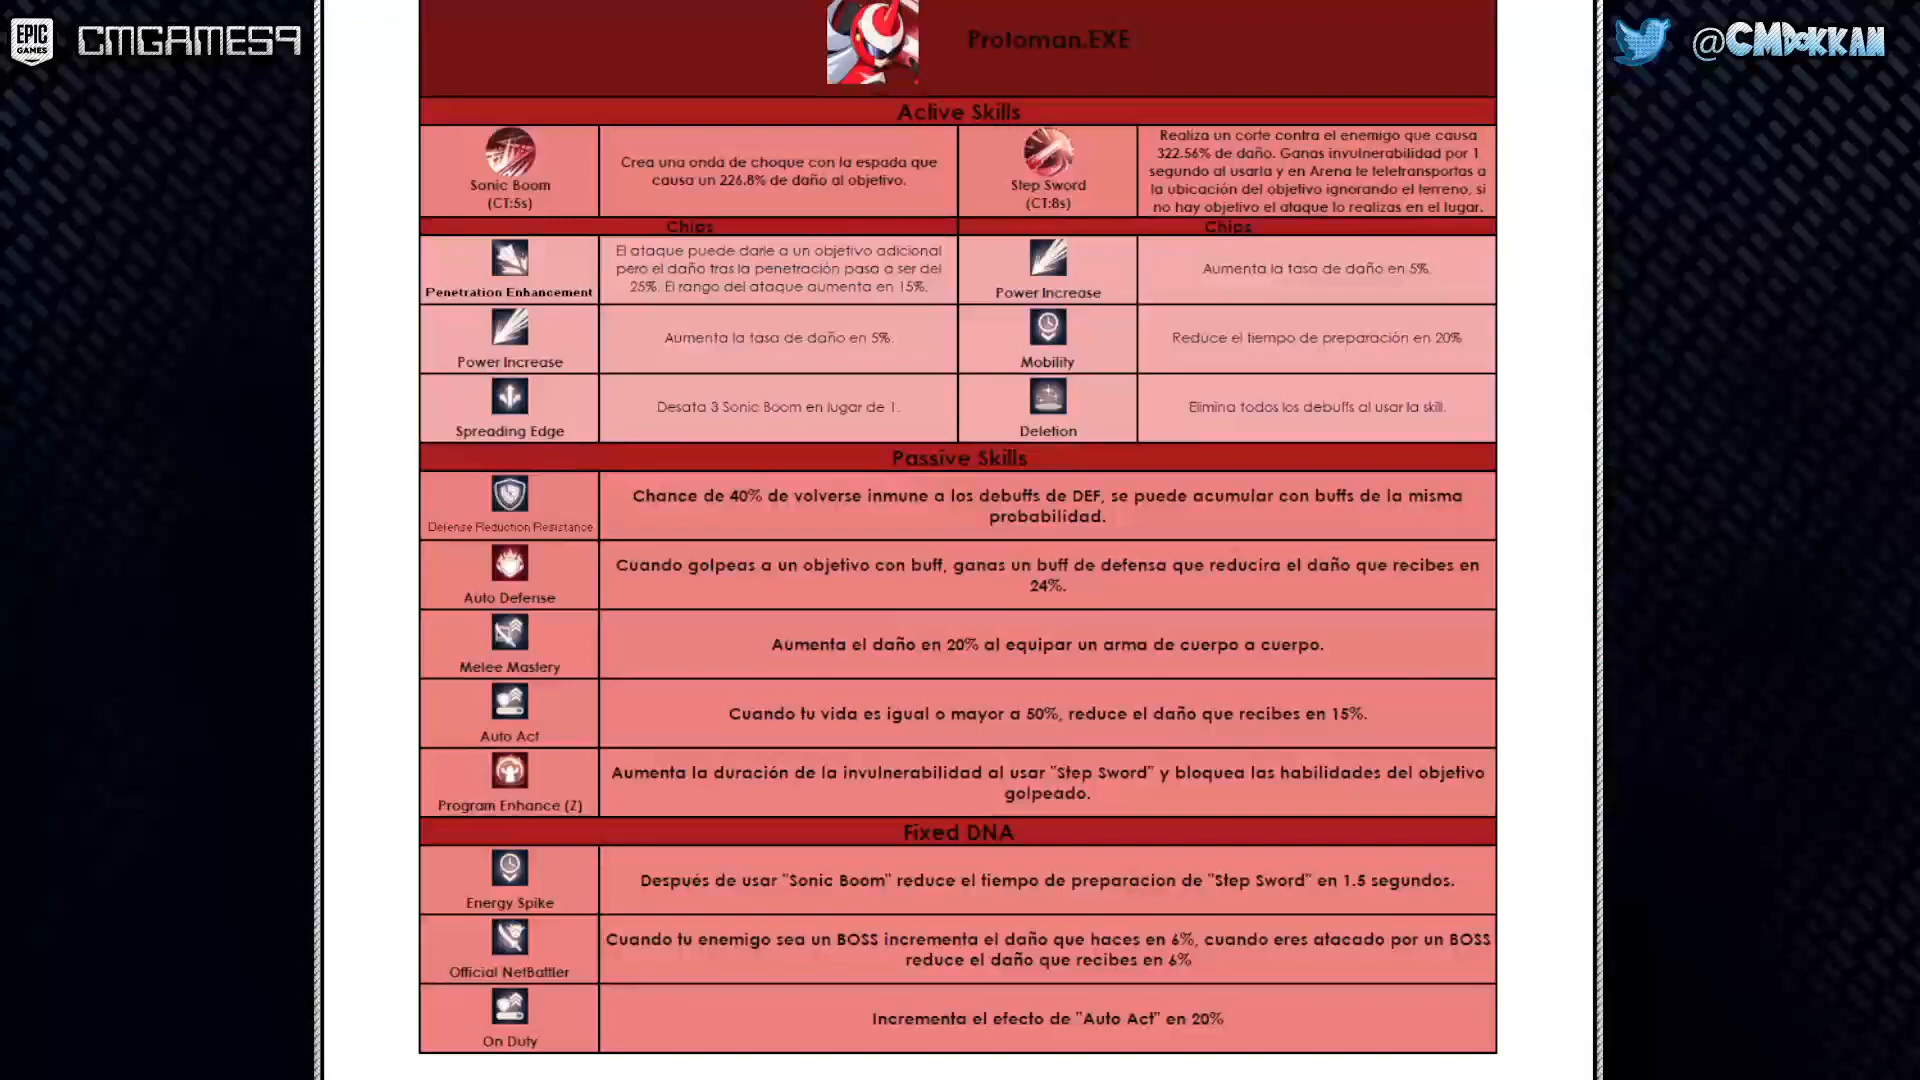 EPIC
GAMES
CMGAMES9
@CMDOKKAN
Protoman.EXE
Active Skills
Sonic Boom
(CT:5s)
Crea una onda de choque con la espada que
causa un 226.8% de daño al objetivo.
Step Sword
(CT:8s)
Realiza un corte contra el enemigo que causa
322.56% de daño. Ganas invulnerabilidad por 1
segundo al usarla y en Arena te teletransportas a
la ubicación del objetivo ignorando el terreno, si
no hay objetivo el ataque lo realizas en el lugar.
Chips
Chips
Penetration Enhancement
El ataque puede darle a un objetivo adicional
pero el daño tras la penetración pasa a ser del
25%. El rango del ataque aumenta en 15%.
Power Increase
Aumenta la tasa de daño en 5%.
Power Increase
Aumenta la tasa de daño en 5%.
Mobility
Reduce el tiempo de preparación en 20%
Spreading Edge
Desata 3 Sonic Boom en lugar de 1.
Deletion
Elimina todos los debuffs al usar la skill.
Passive Skills
Defense Reduction Resistance
Chance de 40% de volverse inmune a los debuffs de DEF, se puede acumular con buffs de la misma
probabilidad.
Auto Defense
Cuando golpeas a un objetivo con buff, ganas un buff de defensa que reducira el daño que recibes en
24%.
Melee Mastery
Aumenta el daño en 20% al equipar un arma de cuerpo a cuerpo.
Auto Act
Cuando tu vida es igual o mayor a 50%, reduce el daño que recibes en 15%.
Program Enhance (Z)
Aumenta la duración de la invulnerabilidad al usar "Step Sword" y bloquea las habilidades del objetivo
golpeado.
Fixed DNA
Energy Spike
Después de usar "Sonic Boom" reduce el tiempo de preparacion de "Step Sword" en 1.5 segundos.
Official NetBattler
Cuando tu enemigo sea un BOSS incrementa el daño que haces en 6%, cuando eres atacado por un BOSS
reduce el daño que recibes en 6%
On Duty
Incrementa el efecto de "Auto Act" en 20%